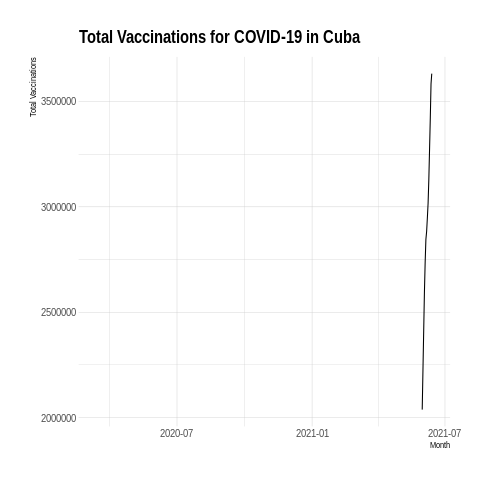 Total Vaccinations for COVID-19 in Cuba
Total Vaccinations
3500000
3000000
2500000
2000000
2020-07
2021-01
2021-07
Month